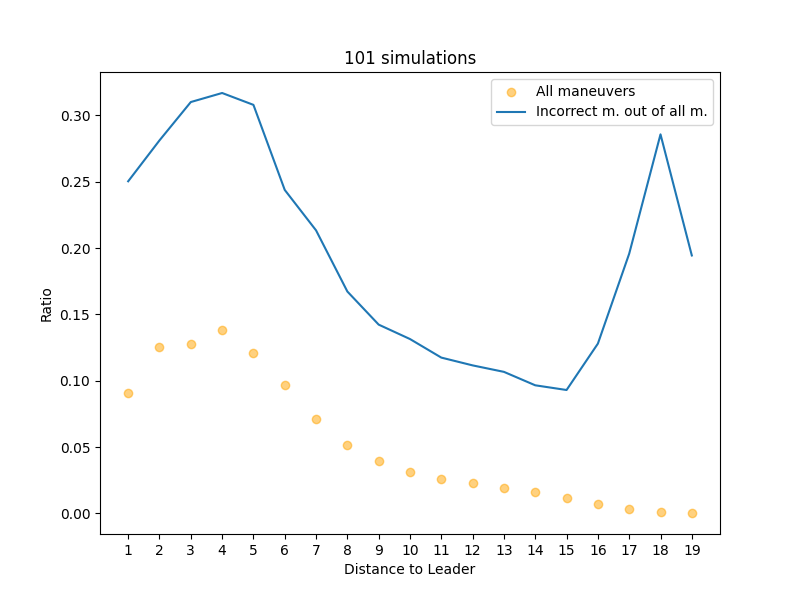 101 simulations
All maneuvers
Incorrect m. out of all m.
0.30
0.25
0.20
0.15
0.10
0.05
0.00
Ratio
1 2 3 4 5 6 7 8 9 10 11 12 13 14 15 16 17 18 19
Distance to Leader